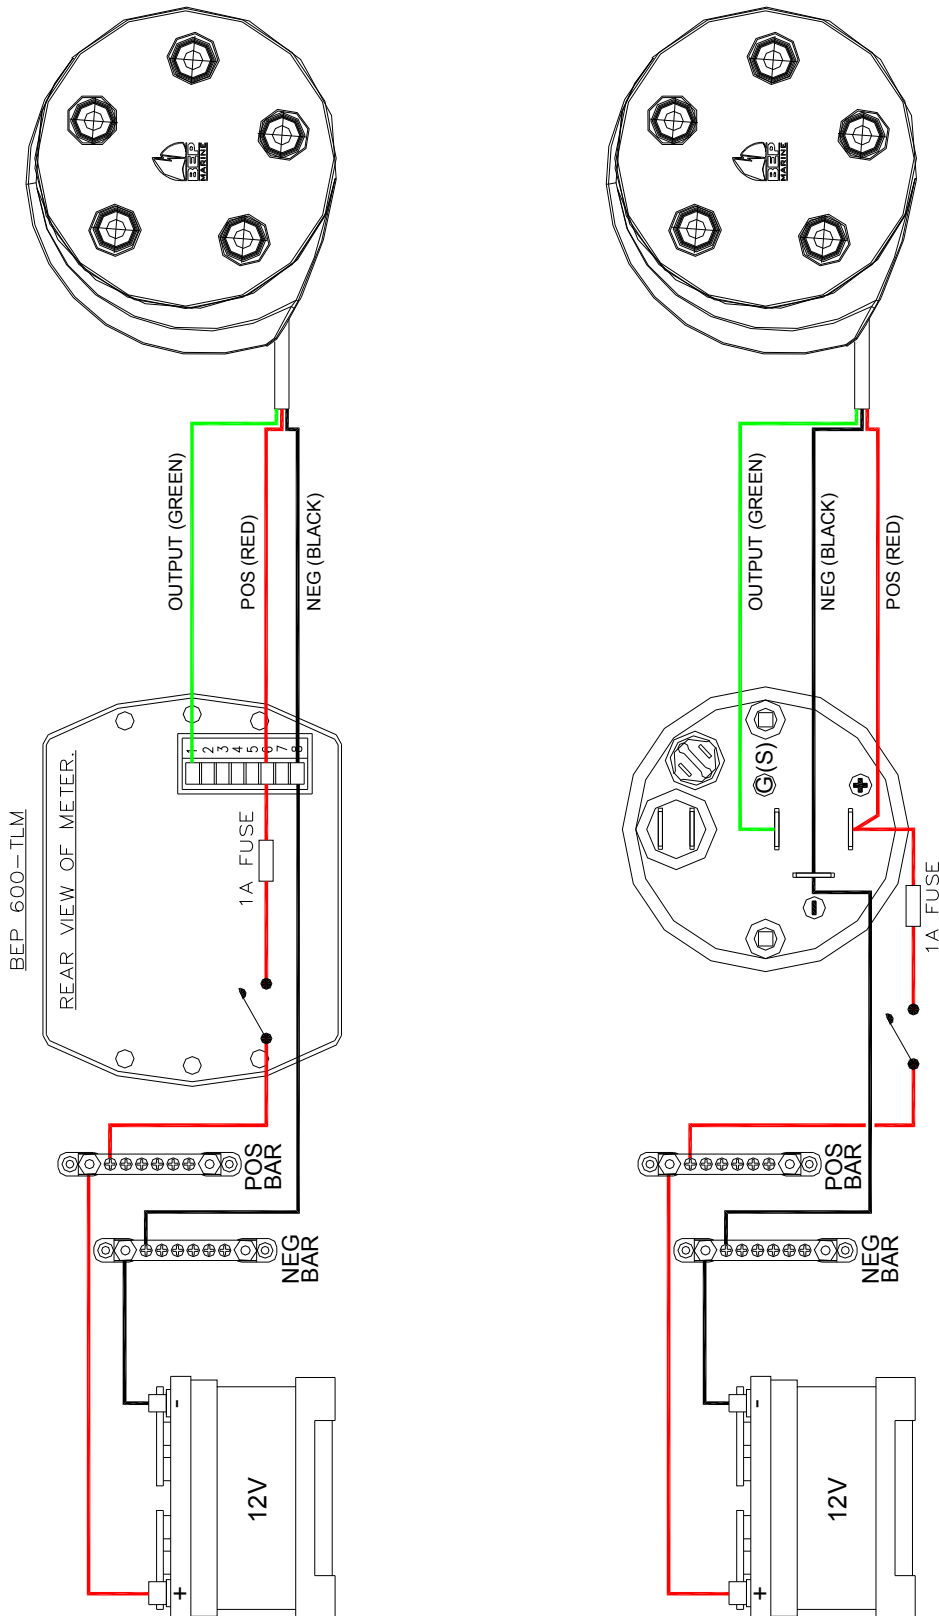 BEP
MARINE
OUTPUT (GREEN)
POS (RED)
NEG (BLACK)
BEP 600-TLM
REAR VIEW OF METER.
1
2
3
4
5
6
7
8
1A FUSE
POS
BAR
NEG
BAR
-
12V
+
BEP
MARINE
OUTPUT (GREEN)
NEG (BLACK)
POS (RED)
G(S)
+
-
1A FUSE
POS
BAR
NEG
BAR
-
12V
+